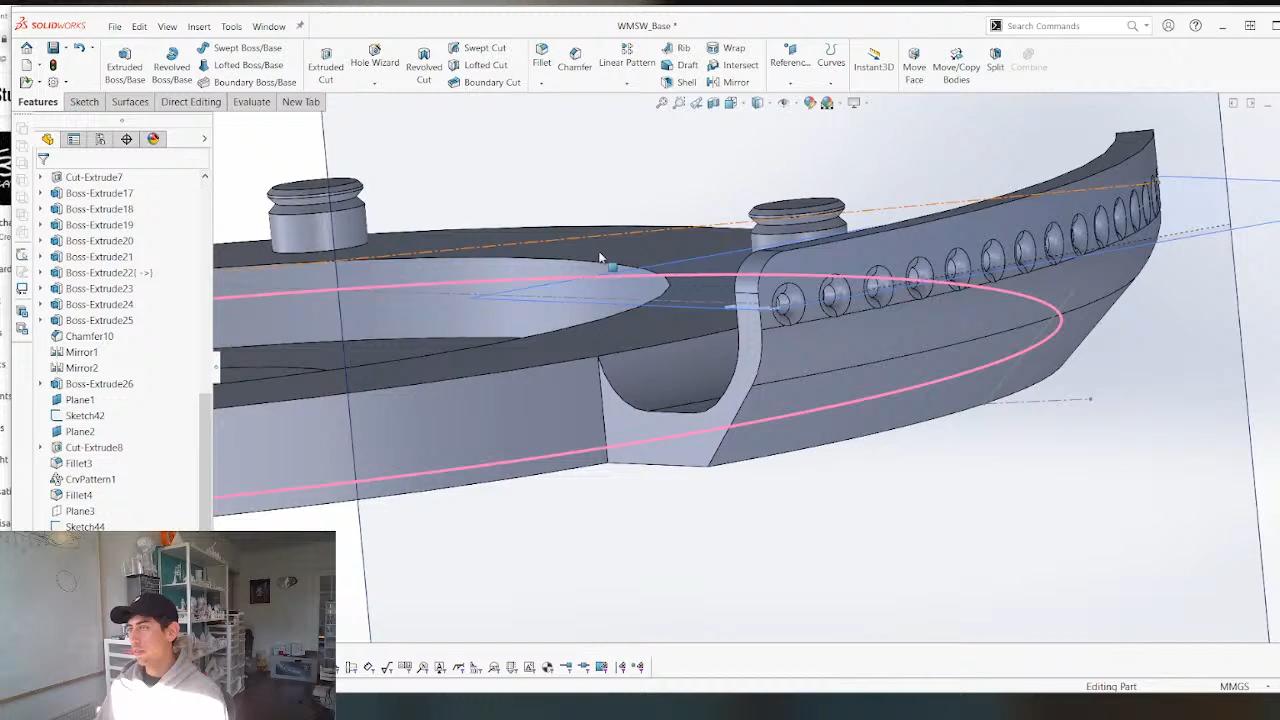 SOLIDWORKS File Edit View Insert Tools Window WMSW_Base * Search Commands
Extruded Boss/Base Revolved Boss/Base Swept Boss/Base Lofted Boss/Base Boundary Boss/Base Extruded Cut Hole Wizard Revolved Cut Swept Cut Lofted Cut Boundary Cut Fillet Chamfer Linear Pattern Rib Draft Shell Wrap Intersect Mirror Referenc... Curves Instant3D Move Face Move/Copy Bodies Split Combine
Features Sketch Surfaces Direct Editing Evaluate New Tab
Cut-Extrude7
Boss-Extrude17
Boss-Extrude18
Boss-Extrude19
Boss-Extrude20
Boss-Extrude21
Boss-Extrude22{ ->}
Boss-Extrude23
Boss-Extrude24
Boss-Extrude25
Chamfer10
Mirror1
Mirror2
Boss-Extrude26
Plane1
Sketch42
Plane2
Cut-Extrude8
Fillet3
CrvPattern1
Fillet4
Plane3
Sketch44
Editing Part MMGS